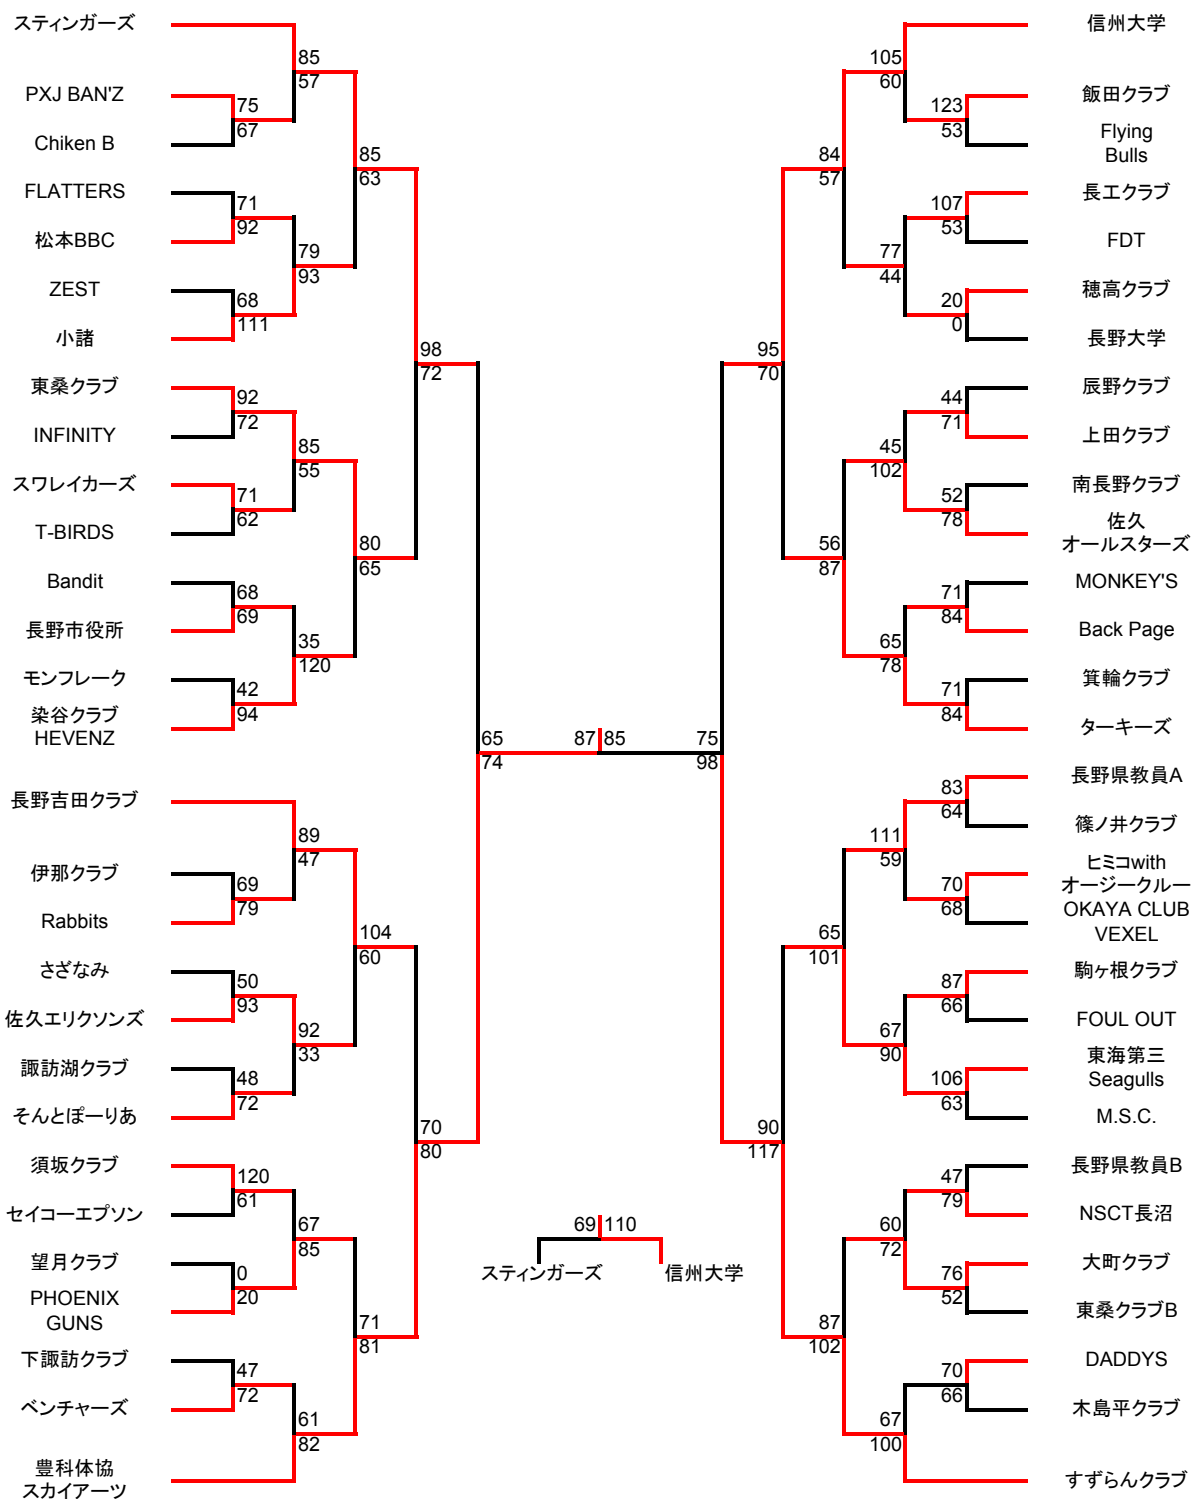 スティンガーズ
85
57
PXJ BAN'Z
75
67
Chiken B
85
63
FLATTERS
71
92
松本BBC
79
93
ZEST
68
111
小諸
98
72
東桑クラブ
92
72
INFINITY
85
55
スワレイカーズ
71
62
T-BIRDS
80
65
Bandit
68
69
長野市役所
35
120
モンフレーク
42
94
染谷クラブ
HEVENZ
65
74
長野吉田クラブ
89
47
伊那クラブ
69
79
Rabbits
104
60
さざなみ
50
93
佐久エリクソンズ
92
33
諏訪湖クラブ
48
72
そんとぽーりあ
70
80
須坂クラブ
120
61
セイコーエプソン
67
85
望月クラブ
0
20
PHOENIX
GUNS
71
81
下諏訪クラブ
47
72
ベンチャーズ
61
82
豊科体協
スカイアーツ
87 85
69 110
スティンガーズ
信州大学
信州大学
105
60
飯田クラブ
123
53
Flying
Bulls
84
57
長工クラブ
107
53
FDT
77
44
穂高クラブ
20
0
長野大学
95
70
辰野クラブ
44
71
上田クラブ
45
102
南長野クラブ
52
78
佐久
オールスターズ
56
87
MONKEY'S
71
84
Back Page
65
78
箕輪クラブ
71
84
ターキーズ
75
98
長野県教員A
83
64
篠ノ井クラブ
111
59
ヒミコwith
オージークルー
70
68
OKAYA CLUB
VEXEL
65
101
駒ヶ根クラブ
87
66
FOUL OUT
67
90
東海第三
Seagulls
106
63
M.S.C.
90
117
長野県教員B
47
79
NSCT長沼
60
72
大町クラブ
76
52
東桑クラブB
87
102
DADDYS
70
66
木島平クラブ
67
100
すずらんクラブ